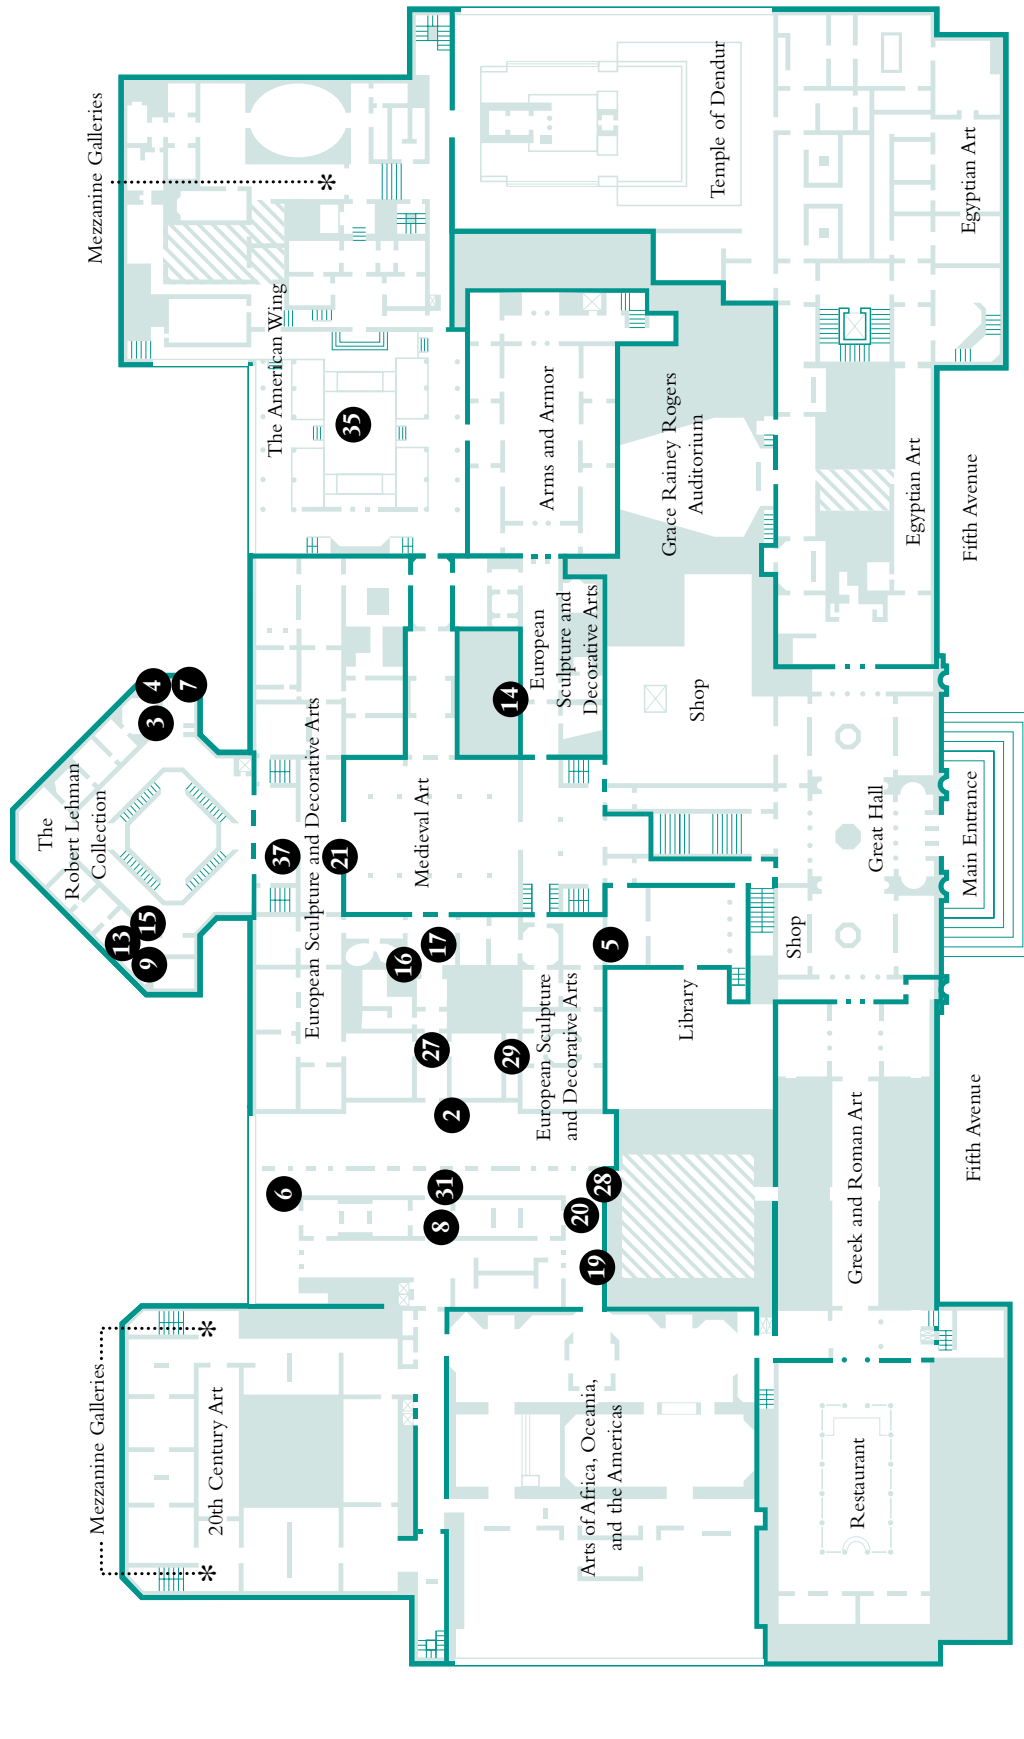 Mezzanine Galleries
*
The American Wing
35
Temple of Dendur
Egyptian Art
Arms and Armor
Grace Rainey Rogers
Auditorium
Egyptian Art
Fifth Avenue
4
7
3
The
Robert Lehman
Collection
13
15
9
European Sculpture and Decorative Arts
37
21
Medieval Art
14
European
Sculpture and
Decorative Arts
Shop
Great Hall
Main Entrance
Shop
Library
16
17
5
27
29
2
European Sculpture
and Decorative Arts
6
31
8
28
20
19
Greek and Roman Art
Fifth Avenue
Mezzanine Galleries
*
*
20th Century Art
Arts of Africa, Oceania,
and the Americas
Restaurant